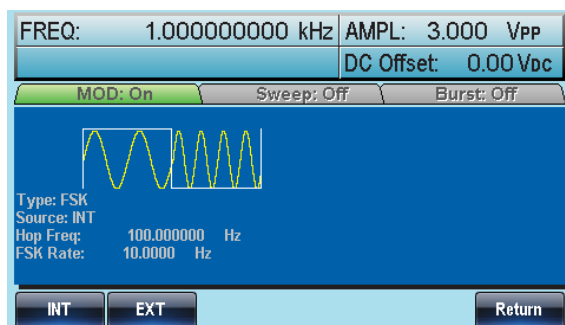 FREQ: 1.000000000 kHz AMPL: 3.000 VPP
DC Offset: 0.00 VDC
MOD: On Sweep: Off Burst: Off
Type: FSK
Source: INT
Hop Freq: 100.000000 Hz
FSK Rate: 10.0000 Hz
INT EXT Return